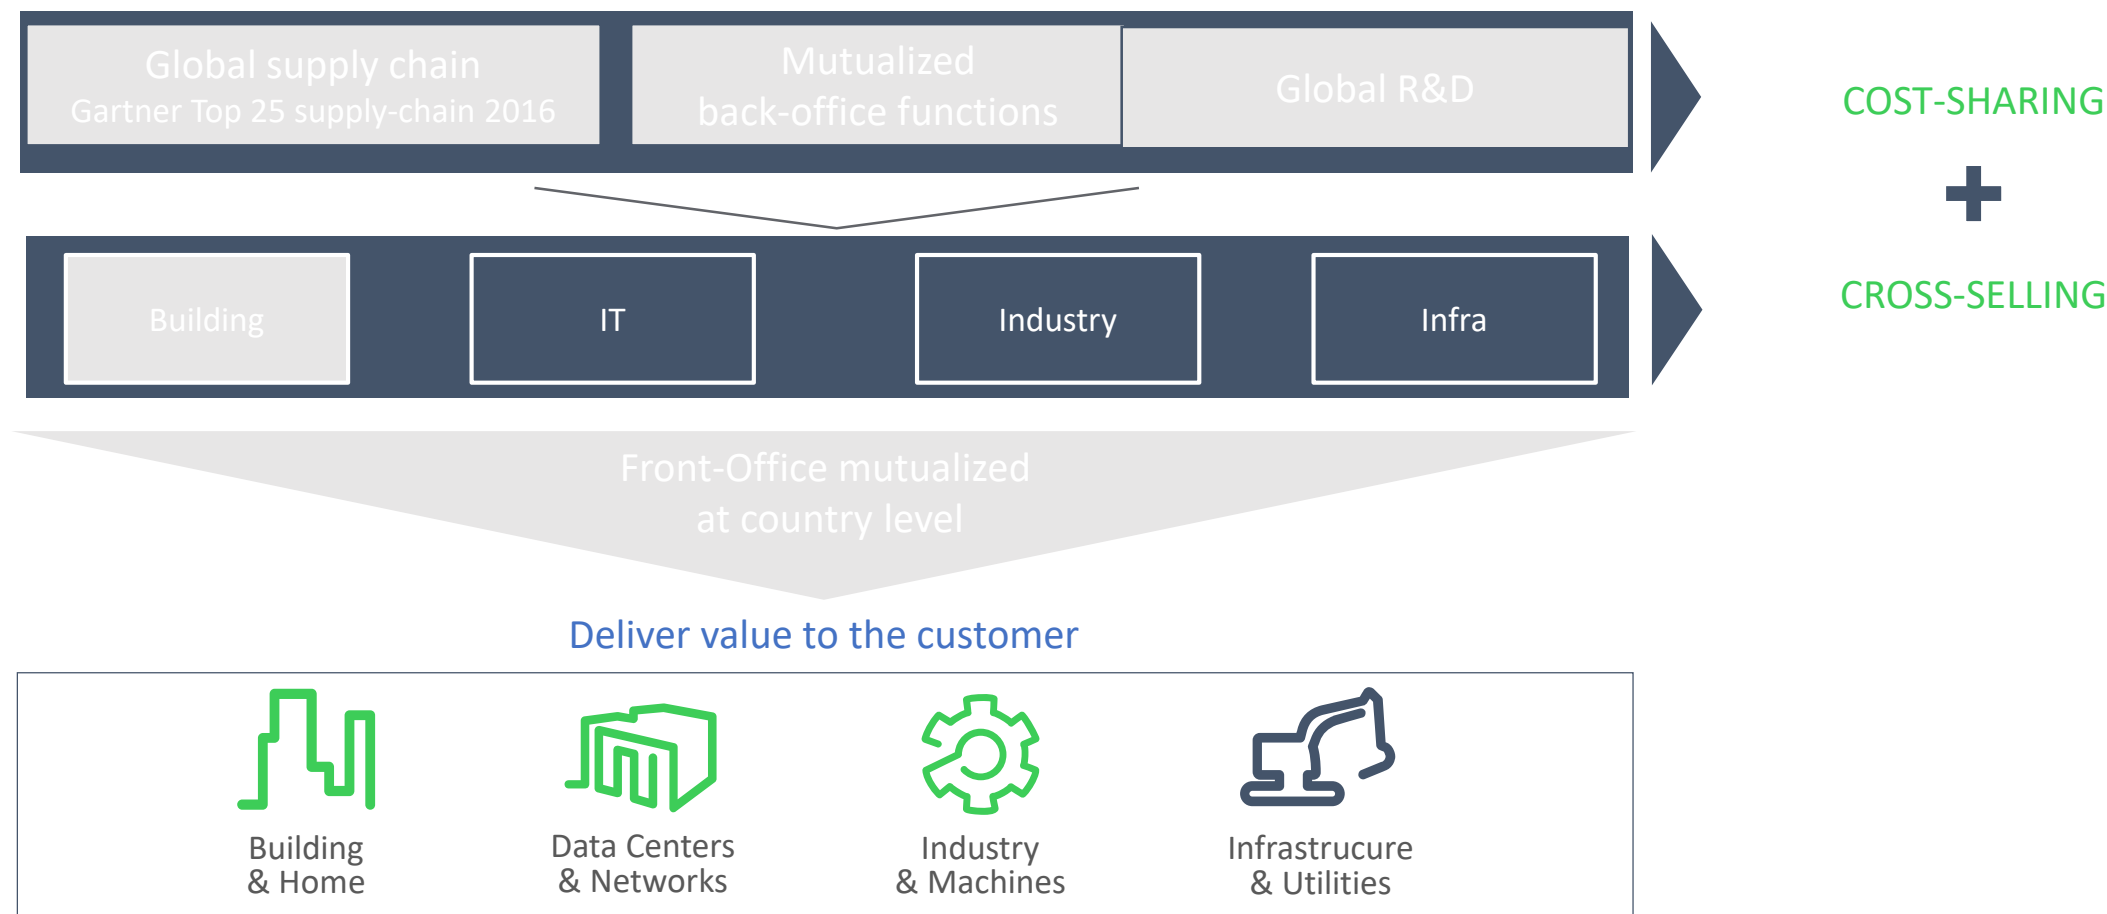 Global supply chain
Gartner Top 25 supply-chain 2016
Mutualized
back-office functions
Global R&D
COST-SHARING
+
CROSS-SELLING
Building
IT
Industry
Infra
Front-Office mutualized
at country level
Deliver value to the customer
Building
& Home
Data Centers
& Networks
Industry
& Machines
Infrastrucure
& Utilities